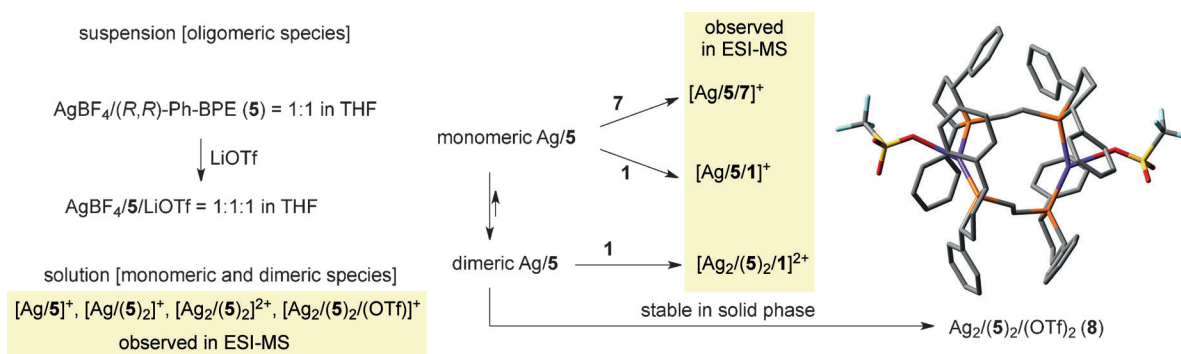 suspension [oligomeric species]
AgBF4/(R,R)-Ph-BPE (5) = 1:1 in THF
LiOTf
AgBF4/5/LiOTf = 1:1:1 in THF
solution [monomeric and dimeric species]
[Ag/5]+, [Ag/(5)2]+, [Ag2/(5)2]2+, [Ag2/(5)2/(OTf)]+
observed in ESI-MS
observed
in ESI-MS
monomeric Ag/5
7
[Ag/5/7]+
1
[Ag/5/1]+
dimeric Ag/5
1
[Ag2/(5)2/1]2+
stable in solid phase
Ag2/(5)2/(OTf)2 (8)